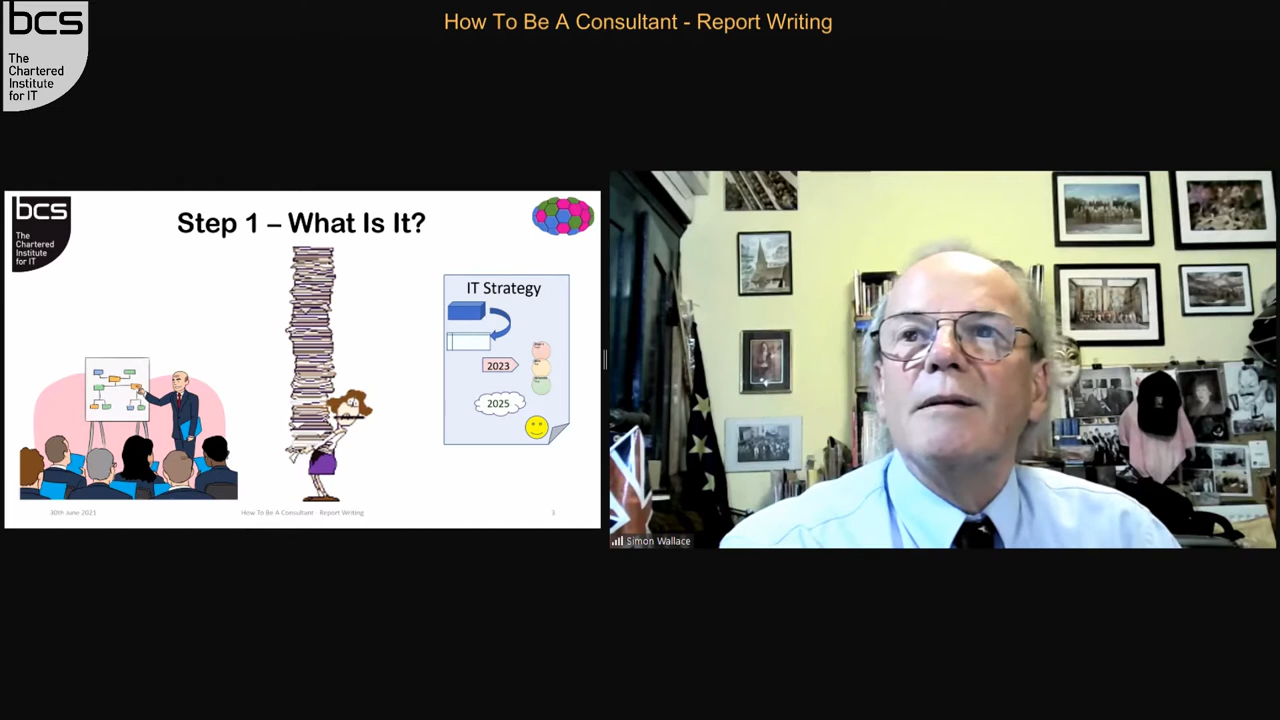 How To Be A Consultant - Report Writing
bcs
The
Chartered
Institute
for IT
bcs
The
Chartered
Institute
for IT
Step 1 – What Is It?
IT Strategy
2023
2025
30th June 2021
How To Be A Consultant - Report Writing
3
Simon Wallace